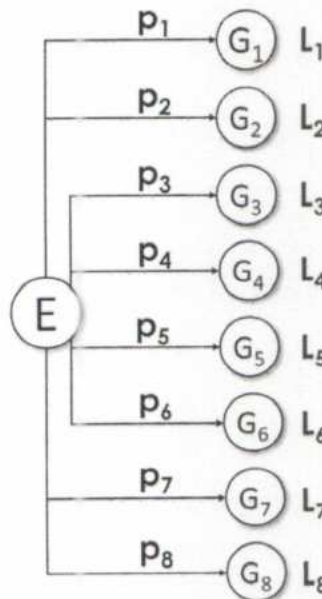 p₁ G₁ L₁
p₂ G₂ L₂
p₃ G₃ L₃
p₄ G₄ L₄
E
p₅ G₅ L₅
p₆ G₆ L₆
p₇ G₇ L₇
p₈ G₈ L₈